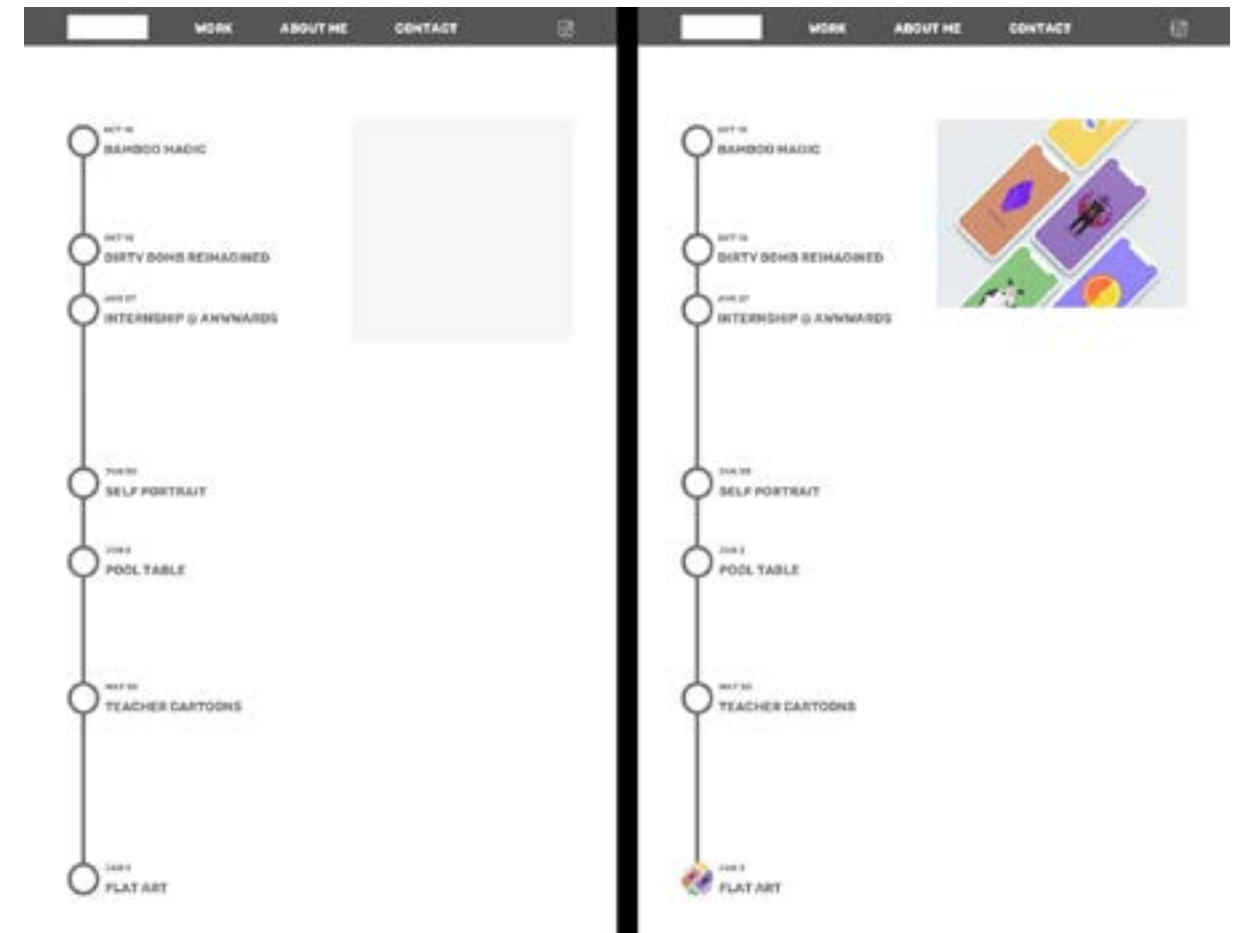 WORK ABOUT ME CONTACT
BAMBOO MAGIC
DIRTY BOMB REIMAGINED
INTERNSHIP @ AWWWARDS
SELF PORTRAIT
POOL TABLE
TEACHER CARTOONS
FLAT ART
WORK ABOUT ME CONTACT
BAMBOO MAGIC
DIRTY BOMB REIMAGINED
INTERNSHIP @ AWWWARDS
SELF PORTRAIT
POOL TABLE
TEACHER CARTOONS
FLAT ART